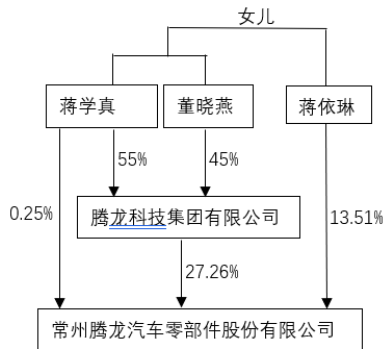 女儿
蒋学真
董晓燕
蒋依琳
55%
45%
0.25%
腾龙科技集团有限公司
13.51%
27.26%
常州腾龙汽车零部件股份有限公司